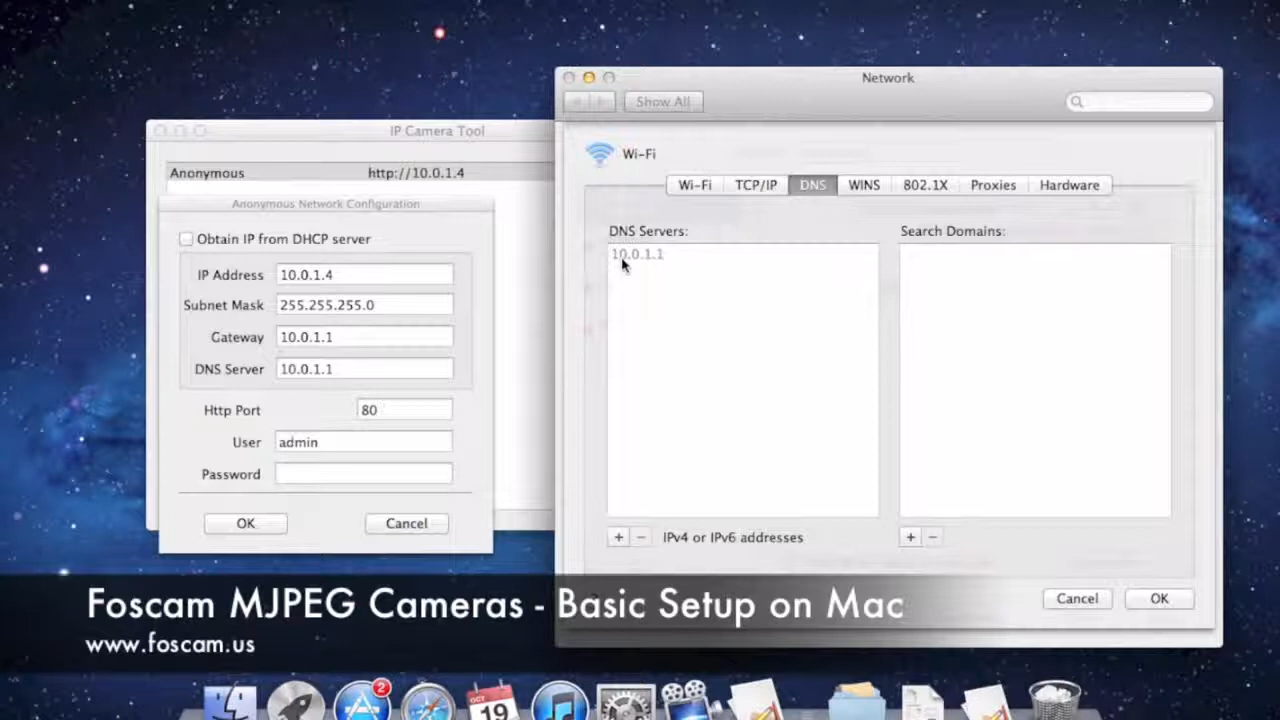 Network
Show All
IP Camera Tool
Anonymous http://10.0.1.4
Anonymous Network Configuration
Obtain IP from DHCP server
IP Address 10.0.1.4
Subnet Mask 255.255.255.0
Gateway 10.0.1.1
DNS Server 10.0.1.1
Http Port 80
User admin
Password
OK Cancel
Wi-Fi
Wi-Fi TCP/IP DNS WINS 802.1X Proxies Hardware
DNS Servers: Search Domains:
10.0.1.1
+ − IPv4 or IPv6 addresses + −
Cancel OK
Foscam MJPEG Cameras - Basic Setup on Mac
www.foscam.us
2
OCT
19